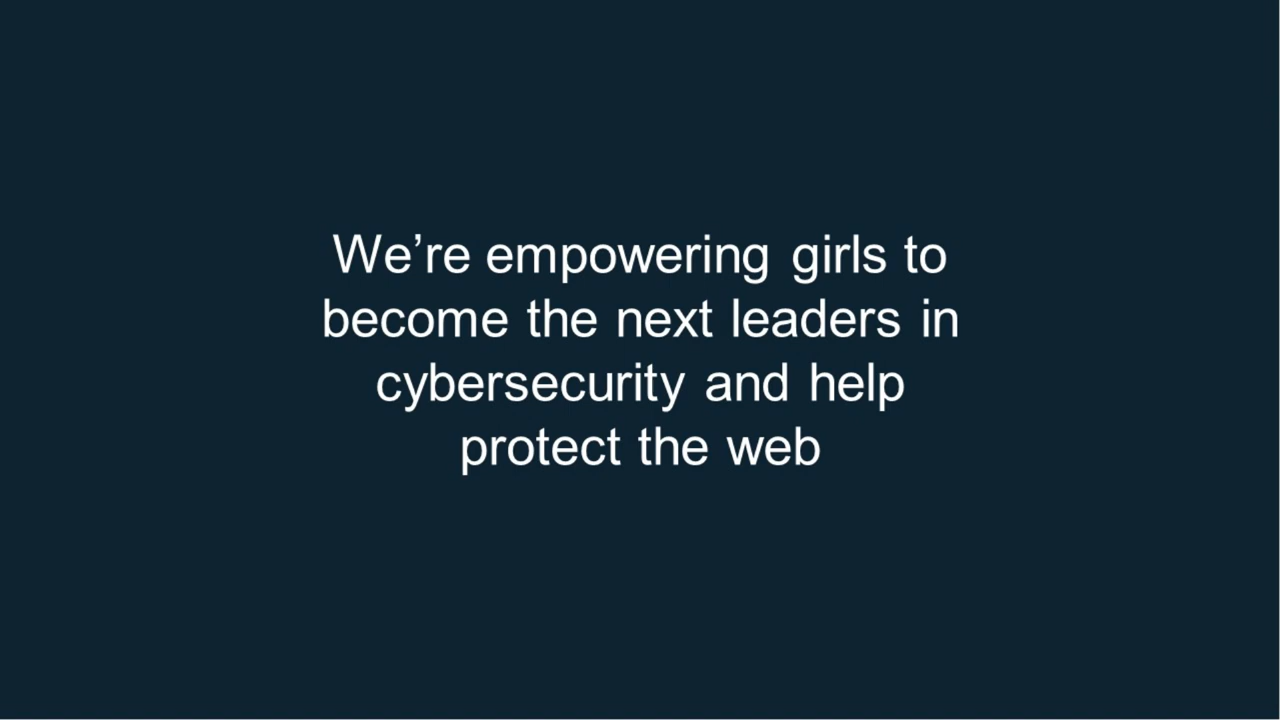 We’re empowering girls to
become the next leaders in
cybersecurity and help
protect the web